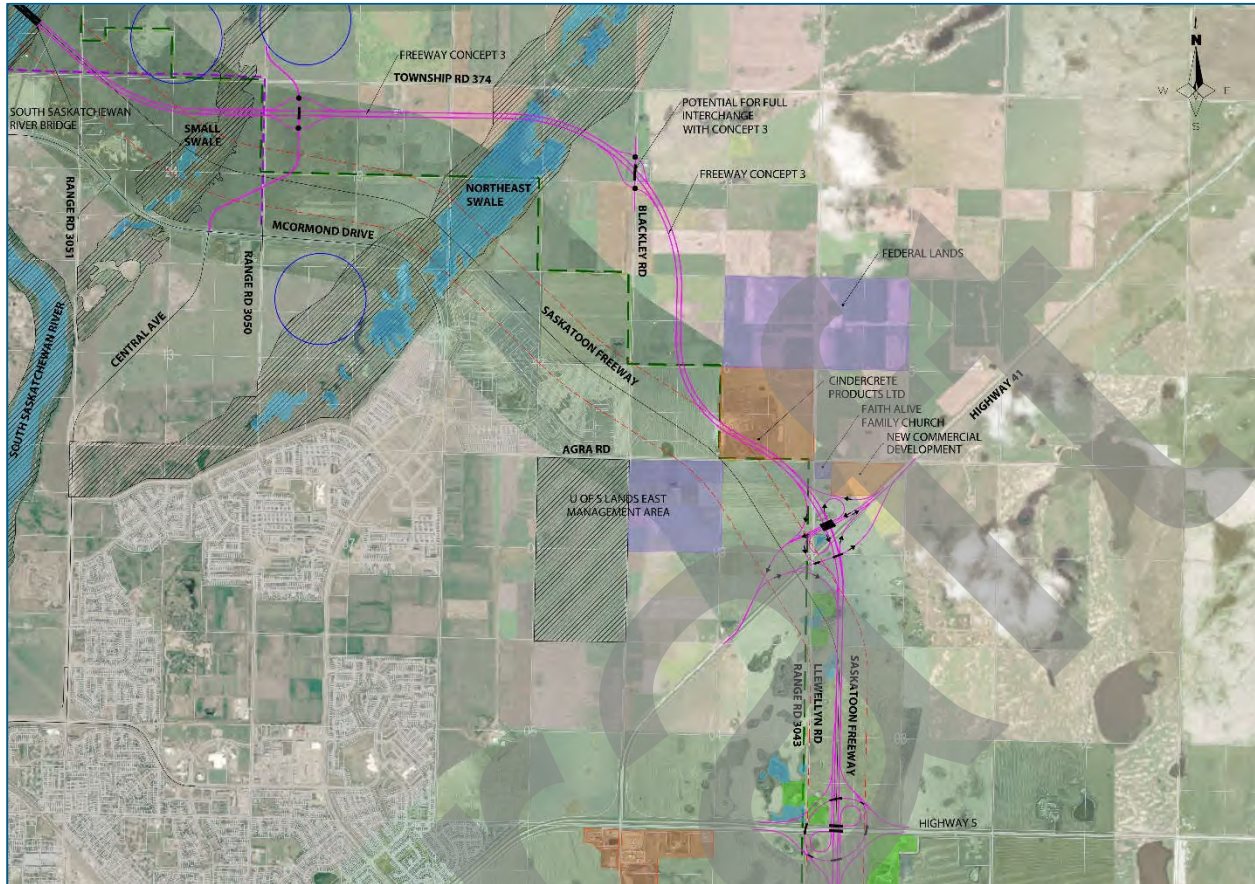 N
W E
S
FREEWAY CONCEPT 3
TOWNSHIP RD 374
SOUTH SASKATCHEWAN
RIVER BRIDGE
SMALL
SWALE
POTENTIAL FOR FULL
INTERCHANGE
WITH CONCEPT 3
FREEWAY CONCEPT 3
RANGE RD 3051
NORTHEAST
SWALE
BLACKLEY RD
MCORMOND DRIVE
RANGE RD 3050
FEDERAL LANDS
CENTRAL AVE
SASKATOON FREEWAY
SOUTH SASKATCHEWAN RIVER
HIGHWAY 41
CINDERCRETE
PRODUCTS LTD
FAITH ALIVE
FAMILY CHURCH
NEW COMMERCIAL
DEVELOPMENT
AGRA RD
U OF S LANDS EAST
MANAGEMENT AREA
RANGE RD 3043
LLEWELLYN RD
SASKATOON FREEWAY
HIGHWAY 5